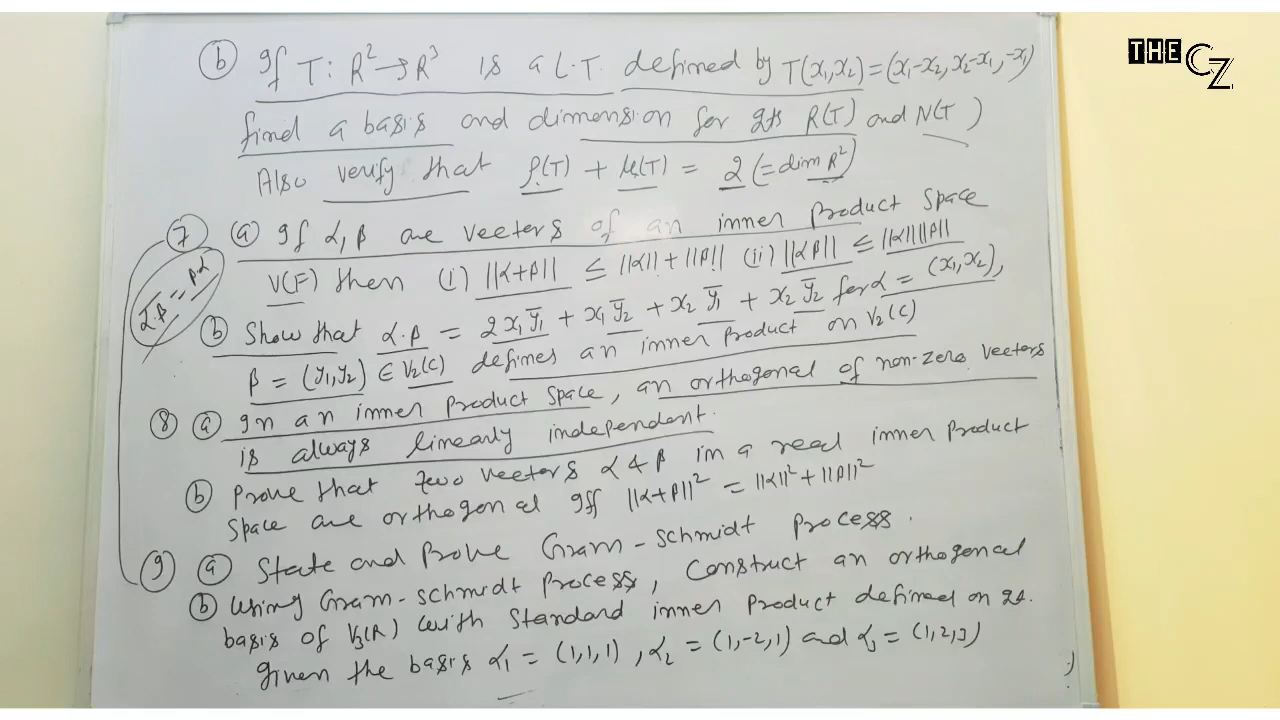 THE CZ
(b) If T: R² → R³ is a L.T. defined by T(x₁,x₂) = (x₁-x₂, x₂-x₁, -x₁)
find a basis and dimension for its R(T) and N(T)
Also verify that ρ(T) + μ(T) = 2 (= dim R²)
(7) (a) If α, β are vectors of an inner product space
V(F) then (i) ||α+β|| ≤ ||α|| + ||β|| (ii) ||αβ|| ≤ ||α|| ||β||
(b) Show that α.β = 2x₁ȳ₁ + x₁ȳ₂ + x₂ȳ₁ + x₂ȳ₂ for α = (x₁,x₂),
β = (y₁,y₂) ∈ V₂(C) defines an inner product on V₂(C)
(8) (a) In an inner product space, an orthogonal of non-zero vectors
is always linearly independent.
(b) Prove that two vectors α & β in a real inner product
space are orthogonal Iff ||α+β||² = ||α||² + ||β||²
(9) (a) State and Prove Gram-Schmidt Process.
(b) Using Gram-Schmidt Process, Construct an orthogonal
basis of V₃(R) with standard inner product defined on it.
Given the basis α₁ = (1,1,1), α₂ = (1,-2,1) and α₃ = (1,2,3)